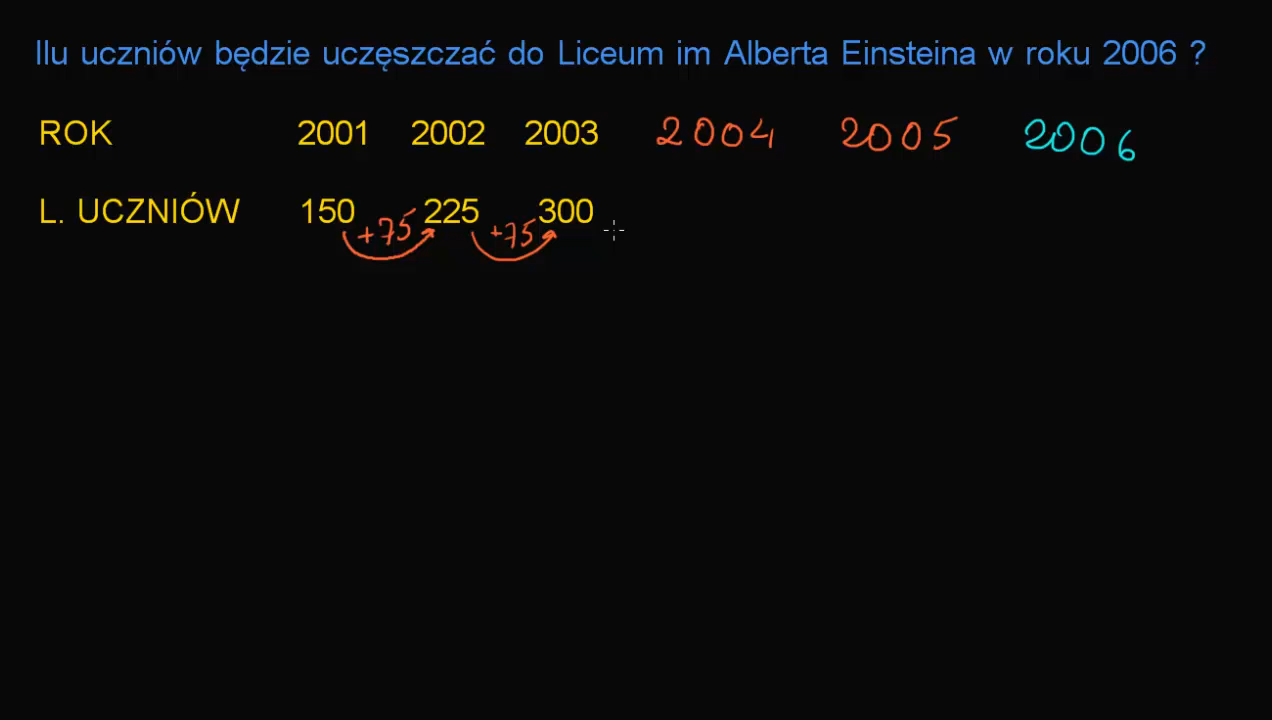 Ilu uczniów będzie uczęszczać do Liceum im Alberta Einsteina w roku 2006 ?
ROK 2001 2002 2003 2004 2005 2006
L. UCZNIÓW 150 225 300
+75 +75